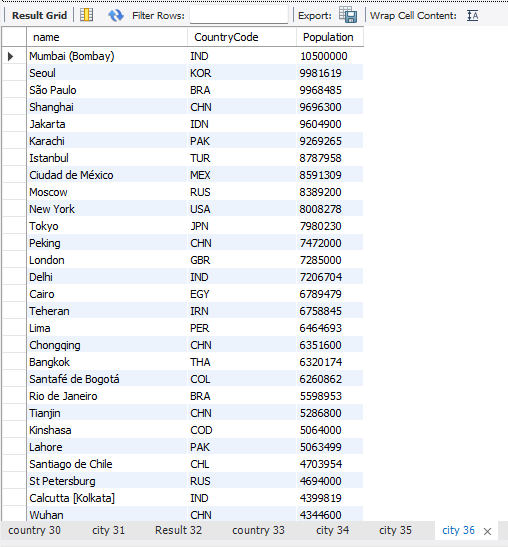 Result Grid Filter Rows: Export: Wrap Cell Content: IA
name CountryCode Population
Mumbai (Bombay) IND 10500000
Seoul KOR 9981619
São Paulo BRA 9968485
Shanghai CHN 9696300
Jakarta IDN 9604900
Karachi PAK 9269265
Istanbul TUR 8787958
Ciudad de México MEX 8591309
Moscow RUS 8389200
New York USA 8008278
Tokyo JPN 7980230
Peking CHN 7472000
London GBR 7285000
Delhi IND 7206704
Cairo EGY 6789479
Teheran IRN 6758845
Lima PER 6464693
Chongqing CHN 6351600
Bangkok THA 6320174
Santafé de Bogotá COL 6260862
Rio de Janeiro BRA 5598953
Tianjin CHN 5286800
Kinshasa COD 5064000
Lahore PAK 5063499
Santiago de Chile CHL 4703954
St Petersburg RUS 4694000
Calcutta [Kolkata] IND 4399819
Wuhan CHN 4344600
country 30 city 31 Result 32 country 33 city 34 city 35 city 36 ×